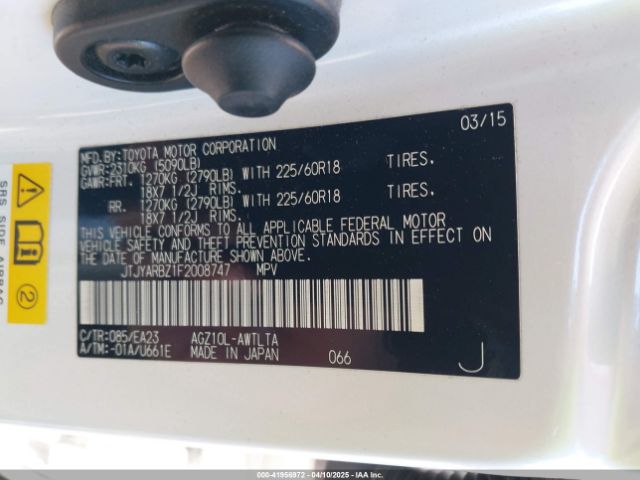 03/15
MFD. BY: TOYOTA MOTOR CORPORATION
GVWR: 2310KG (5090LB)
GAWR: FRT. 1270KG (2790LB) WITH 225/60R18 TIRES.
18X7 1/2J RIMS.
RR. 1270KG (2790LB) WITH 225/60R18 TIRES.
18X7 1/2J RIMS.
THIS VEHICLE CONFORMS TO ALL APPLICABLE FEDERAL MOTOR
VEHICLE SAFETY AND THEFT PREVENTION STANDARDS IN EFFECT ON
THE DATE OF MANUFACTURE SHOWN ABOVE.
JTJYARBZ1F2008747 MPV
C/TR: 085/EA23 AGZ10L-AWTLTA
A/TM: -01A/U661E MADE IN JAPAN 066 J
SRS SIDE AIRBAG
2
000-41956972 | 04/10/2025 - IAA Inc.